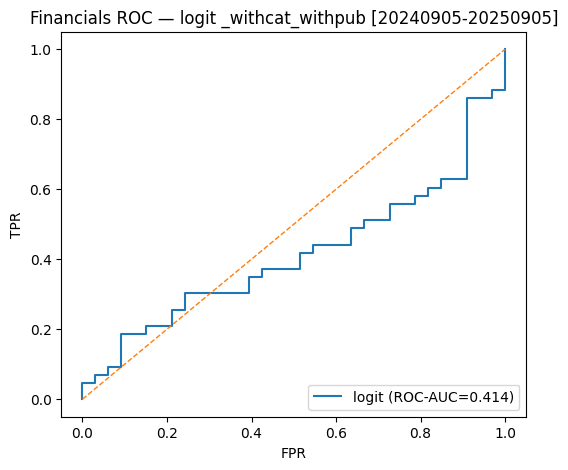 Financials ROC — logit _withcat_withpub [20240905-20250905]
1.0
0.8
0.6
0.4
0.2
0.0
TPR
0.0 0.2 0.4 0.6 0.8 1.0
FPR
logit (ROC-AUC=0.414)